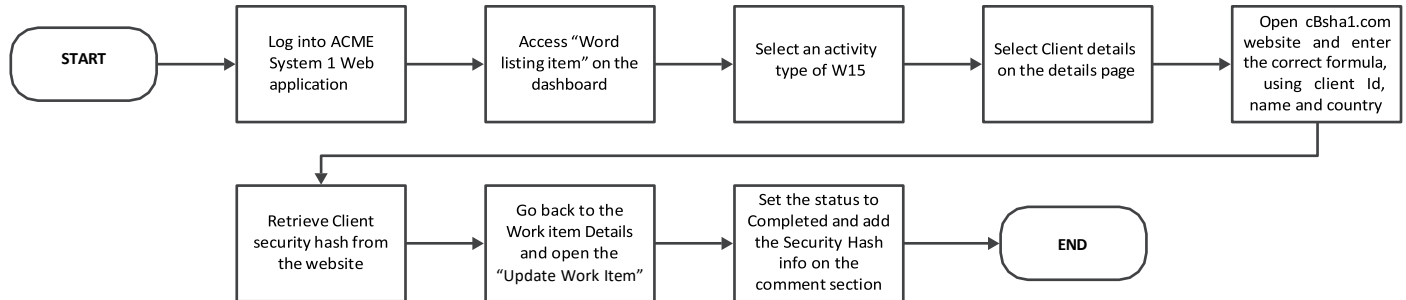 START
Log into ACME
System 1 Web
application
Access “Word
listing item” on the
dashboard
Select an activity
type of W15
Select Client details
on the details page
Open cBsha1.com
website and enter
the correct formula,
using client Id,
name and country
Retrieve Client
security hash from
the website
Go back to the
Work item Details
and open the
“Update Work Item”
Set the status to
Completed and add
the Security Hash
info on the
comment section
END